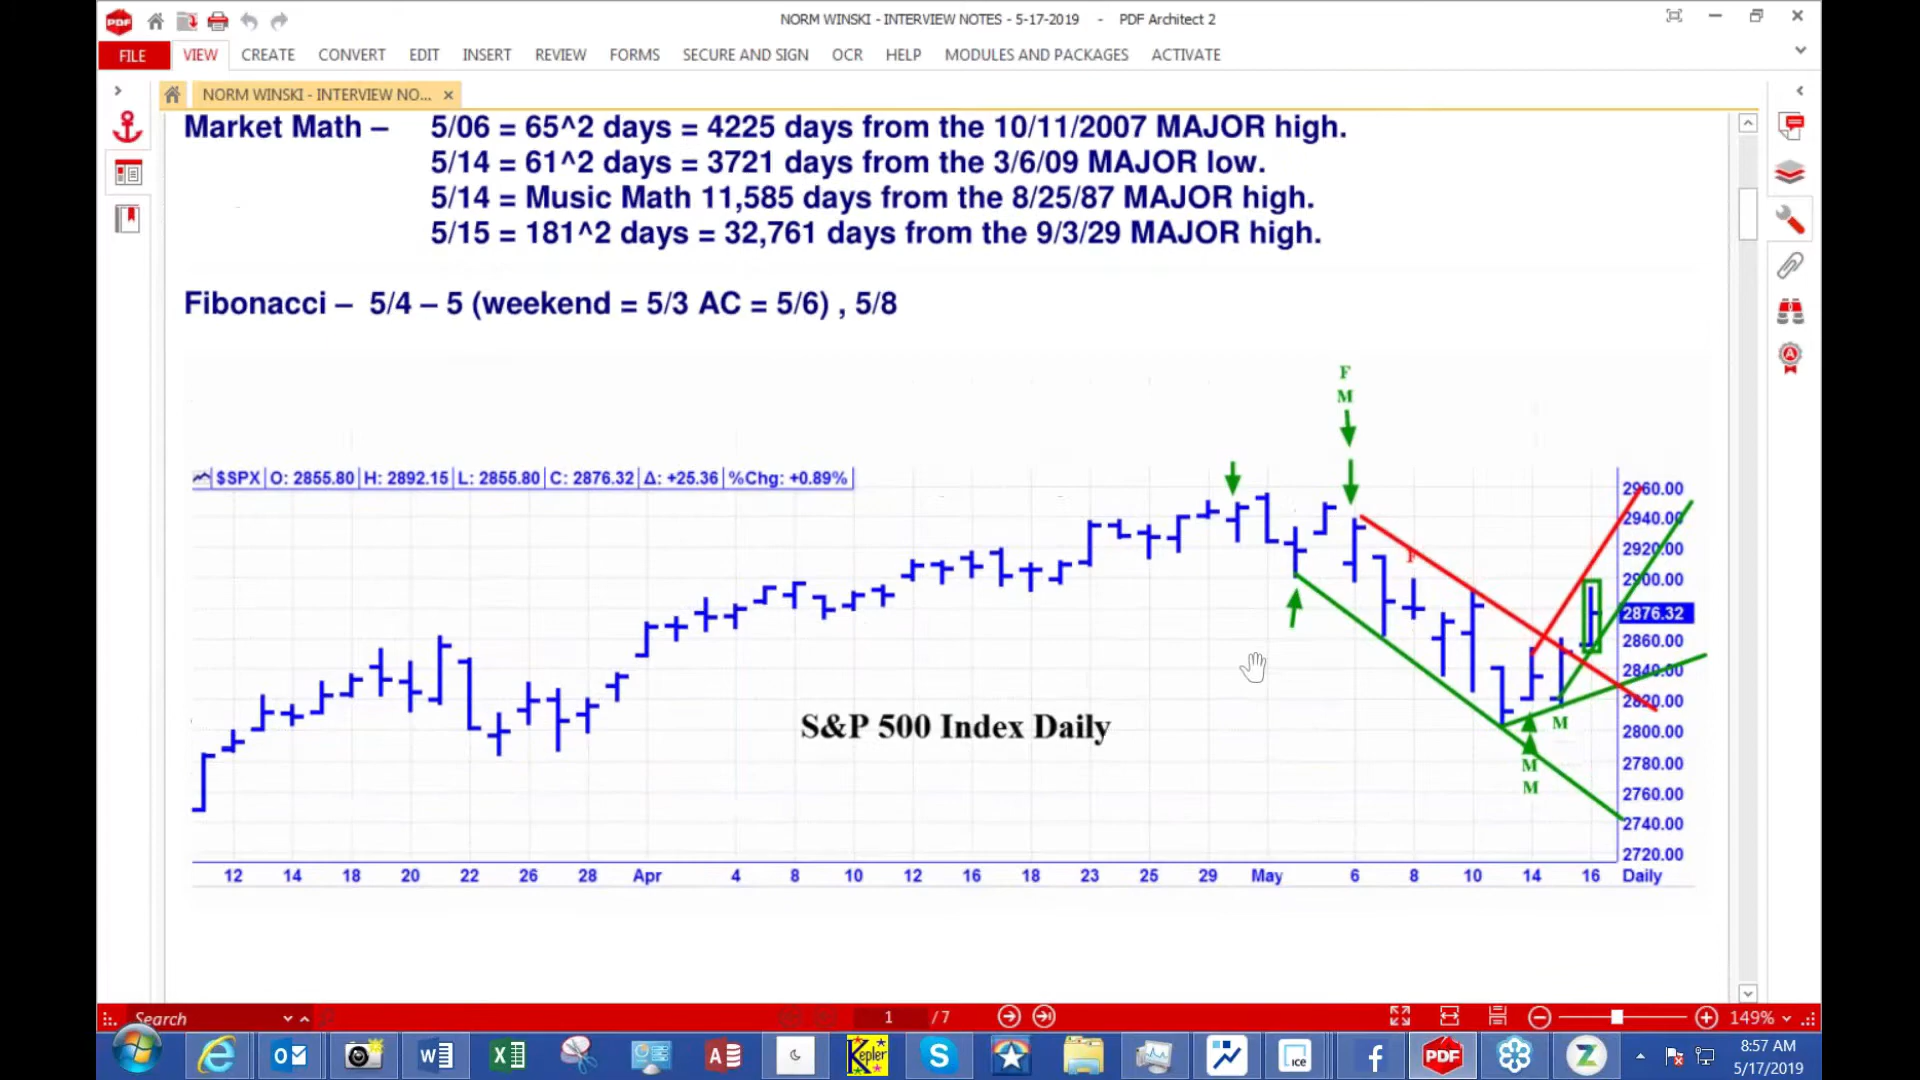 NORM WINSKI - INTERVIEW NOTES - 5-17-2019 - PDF Architect 2
FILE VIEW CREATE CONVERT EDIT INSERT REVIEW FORMS SECURE AND SIGN OCR HELP MODULES AND PACKAGES ACTIVATE
NORM WINSKI - INTERVIEW NO... ×
Market Math – 5/06 = 65^2 days = 4225 days from the 10/11/2007 MAJOR high.
5/14 = 61^2 days = 3721 days from the 3/6/09 MAJOR low.
5/14 = Music Math 11,585 days from the 8/25/87 MAJOR high.
5/15 = 181^2 days = 32,761 days from the 9/3/29 MAJOR high.
Fibonacci – 5/4 – 5 (weekend = 5/3 AC = 5/6) , 5/8
F
M
$SPX O: 2855.80 H: 2892.15 L: 2855.80 C: 2876.32 Δ: +25.36 %Chg: +0.89%
2960.00
2940.00
2920.00
F
2900.00
2876.32
2860.00
2840.00
2820.00
M
S&P 500 Index Daily
2800.00
M
2780.00
M
2760.00
2740.00
2720.00
12 14 18 20 22 26 28 Apr 4 8 10 12 16 18 23 25 29 May 6 8 10 14 16 Daily
Search 1 /7 149%
PDF
Kepler
ice
PDF
8:57 AM
5/17/2019